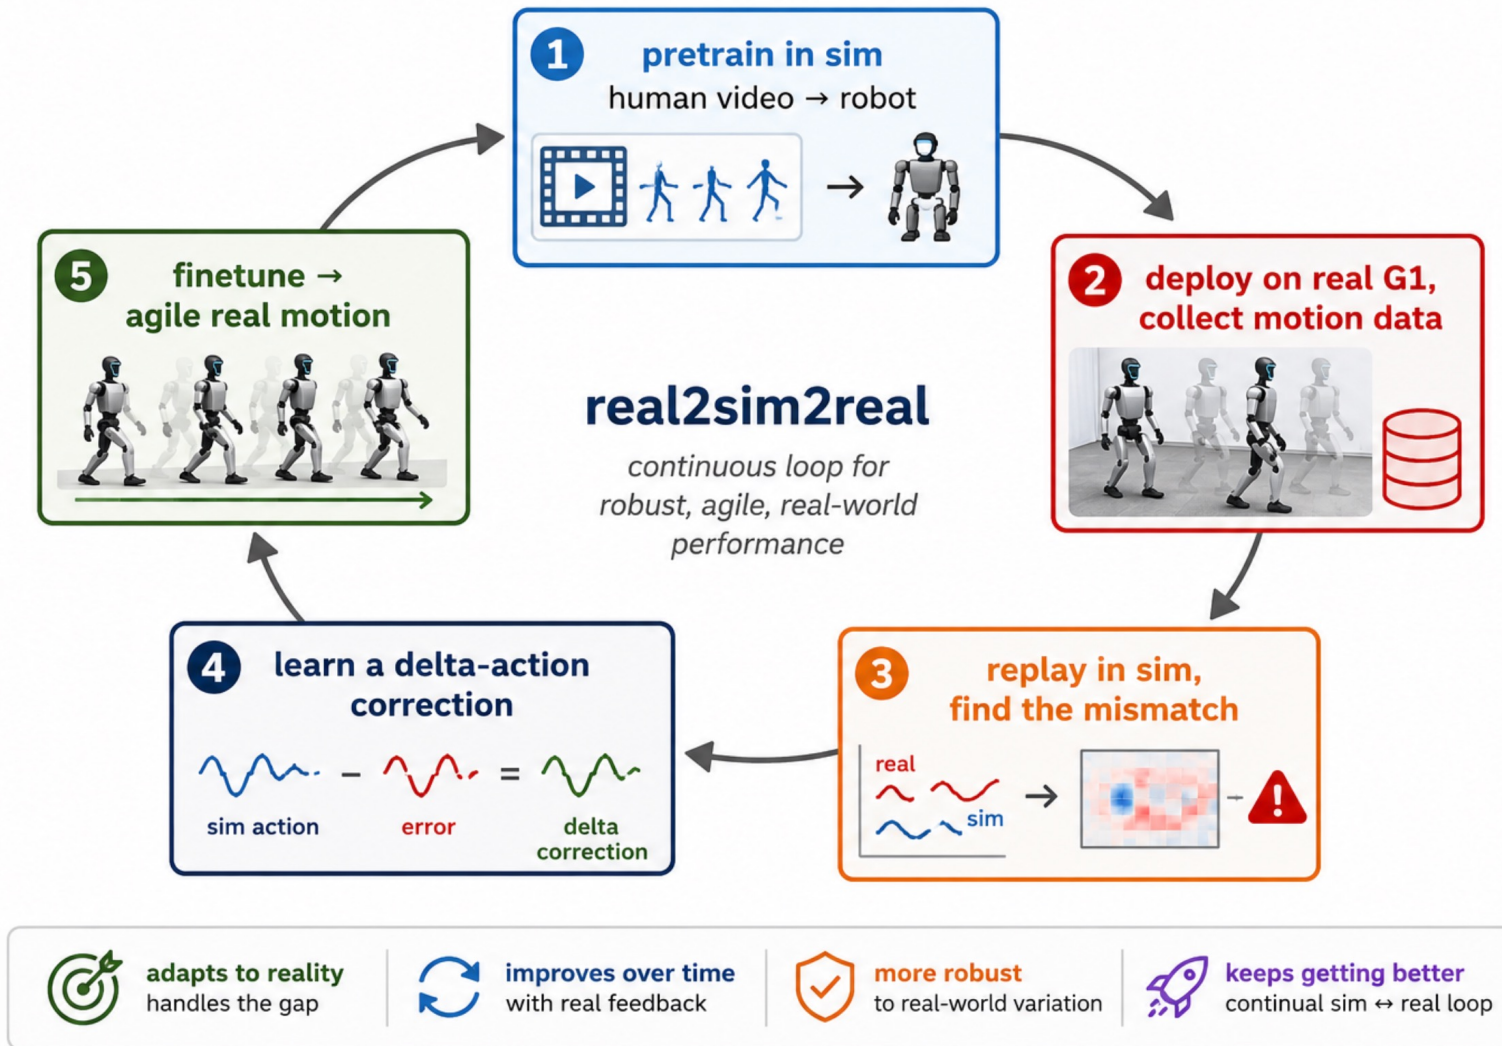 1
pretrain in sim
human video → robot
2
deploy on real G1,
collect motion data
3
replay in sim,
find the mismatch
real
sim
4
learn a delta-action
correction
sim action − error = delta
correction
5
finetune →
agile real motion
real2sim2real
continuous loop for
robust, agile, real-world
performance
adapts to reality
handles the gap
improves over time
with real feedback
more robust
to real-world variation
keeps getting better
continual sim ↔ real loop